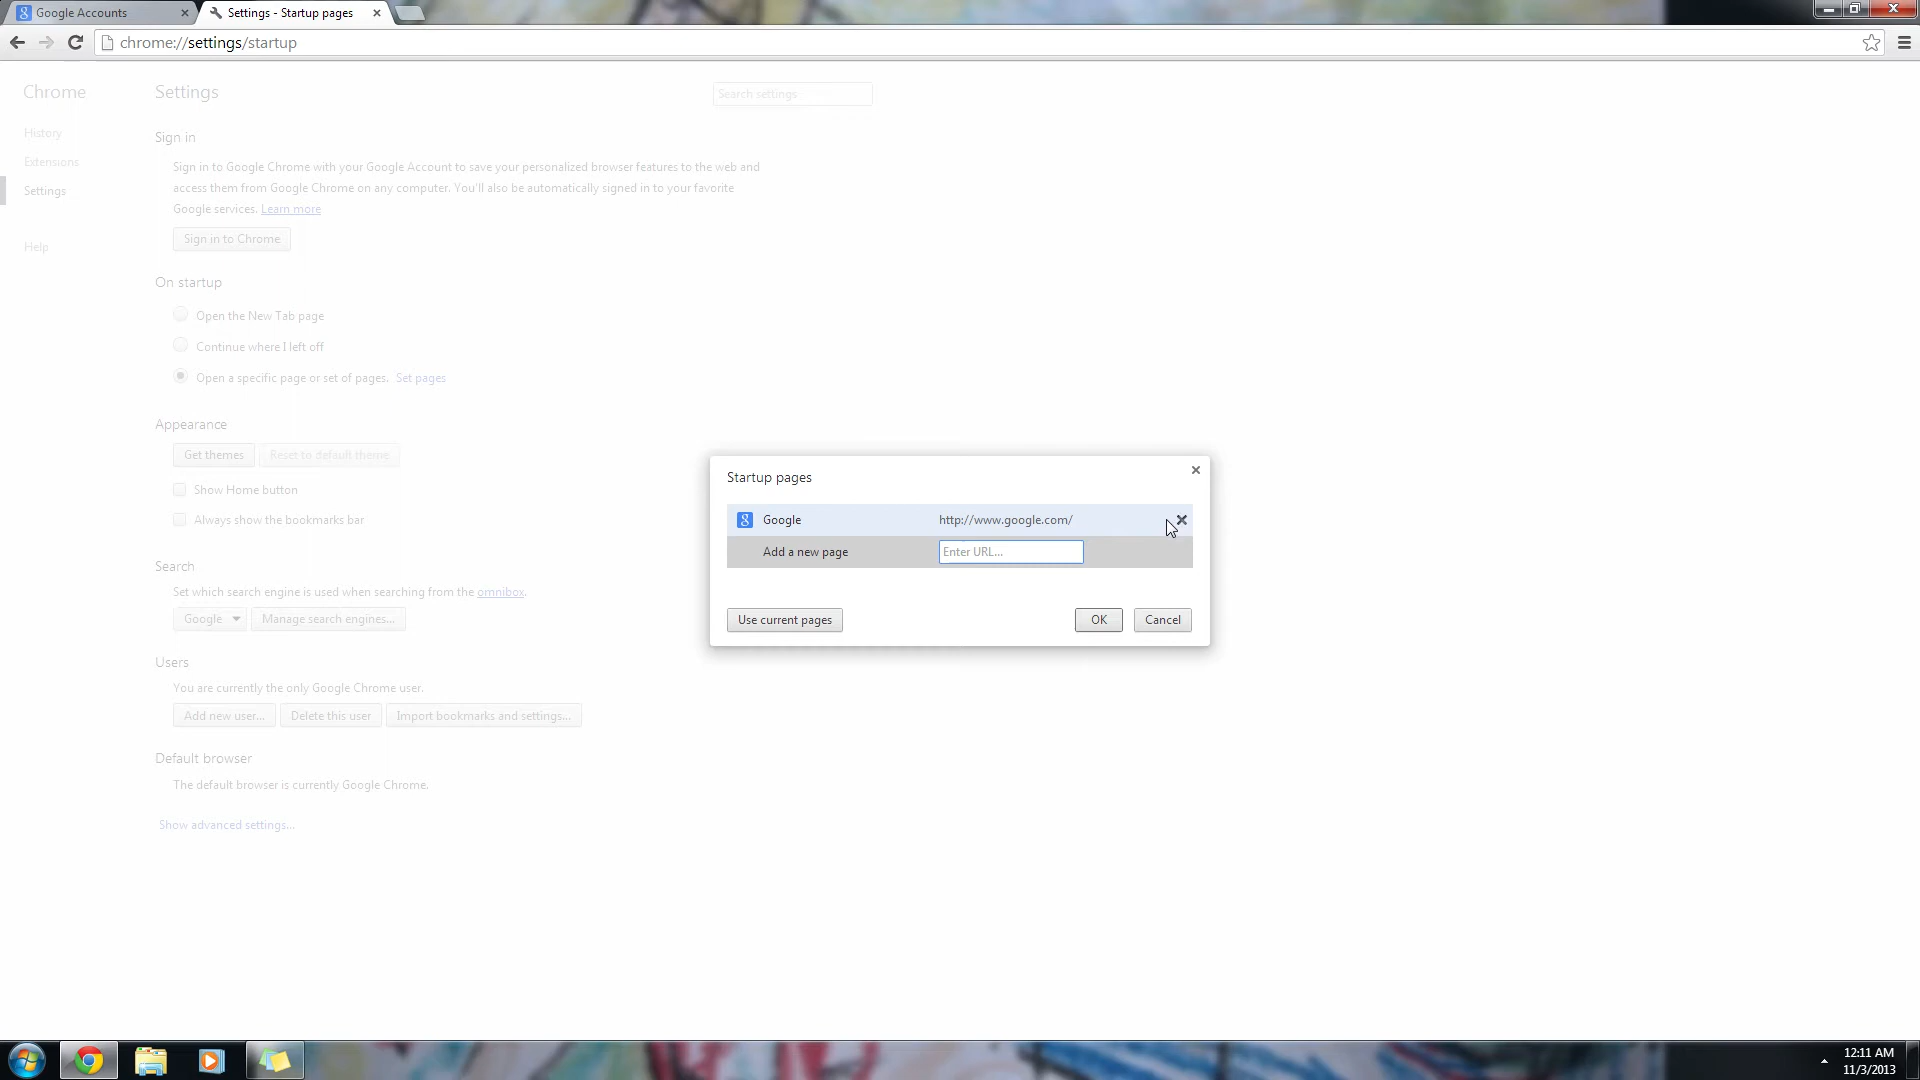 Google Accounts
Settings - Startup pages
chrome://settings/startup
Chrome
Settings
Search settings
History
Extensions
Settings
Help
Sign in
Sign in to Google Chrome with your Google Account to save your personalized browser features to the web and
access them from Google Chrome on any computer. You'll also be automatically signed in to your favorite
Google services. Learn more
Sign in to Chrome
On startup
Open the New Tab page
Continue where I left off
Open a specific page or set of pages. Set pages
Appearance
Get themes
Reset to default theme
Show Home button
Always show the bookmarks bar
Search
Set which search engine is used when searching from the omnibox.
Google
Manage search engines...
Users
You are currently the only Google Chrome user.
Add new user...
Delete this user
Import bookmarks and settings...
Default browser
The default browser is currently Google Chrome.
Show advanced settings...
Startup pages
Google http://www.google.com/
Add a new page Enter URL...
Use current pages
OK
Cancel
12:11 AM
11/3/2013